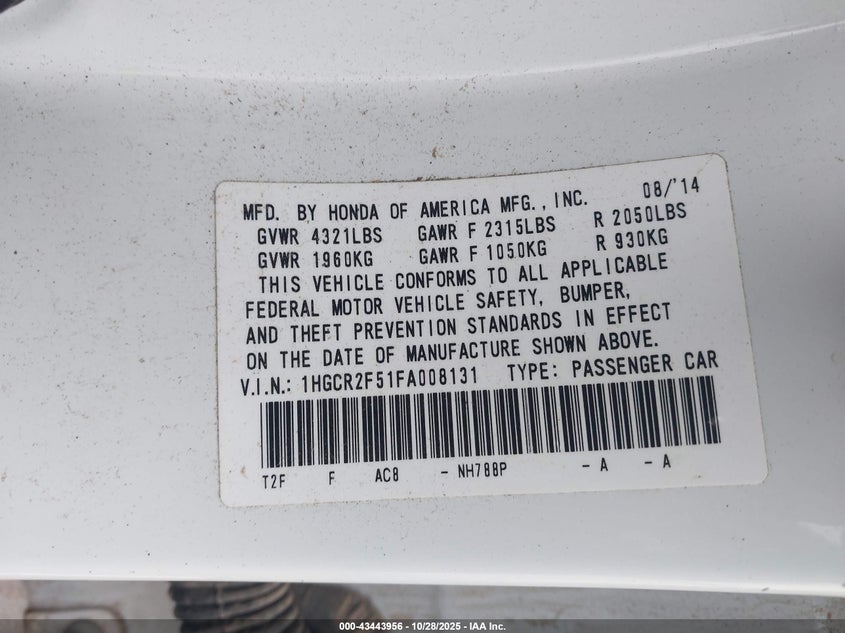 MFD. BY HONDA OF AMERICA MFG., INC. 08/'14
GVWR 4321LBS GAWR F 2315LBS R 2050LBS
GVWR 1960KG GAWR F 1050KG R 930KG
THIS VEHICLE CONFORMS TO ALL APPLICABLE
FEDERAL MOTOR VEHICLE SAFETY, BUMPER,
AND THEFT PREVENTION STANDARDS IN EFFECT
ON THE DATE OF MANUFACTURE SHOWN ABOVE.
V.I.N.: 1HGCR2F51FA008131 TYPE: PASSENGER CAR
T2F F AC8 - NH788P - A - A
000-43443956 | 10/28/2025 - IAA Inc.